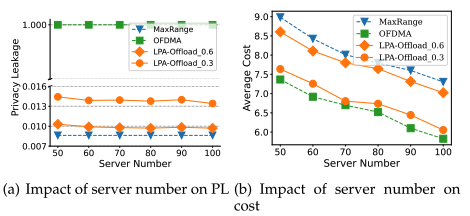 1.000
0.0160
0.0130
0.0100
0.007
Privacy Leakage
50 60 70 80 90 100
Server Number
MaxRange
OFDMA
LPA-Offload_0.6
LPA-Offload_0.3
9.0
8.5
8.0
7.5
7.0
6.5
6.0
Average Cost
50 60 70 80 90 100
Server Number
MaxRange
OFDMA
LPA-Offload_0.6
LPA-Offload_0.3
(a) Impact of server number on PL
(b) Impact of server number on
cost